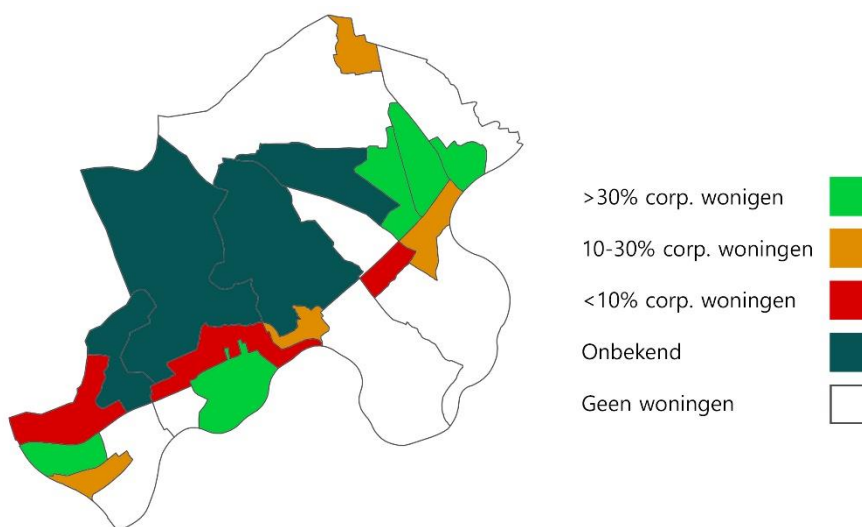 >30% corp. wonigen
10-30% corp. woningen
<10% corp. woningen
Onbekend
Geen woningen